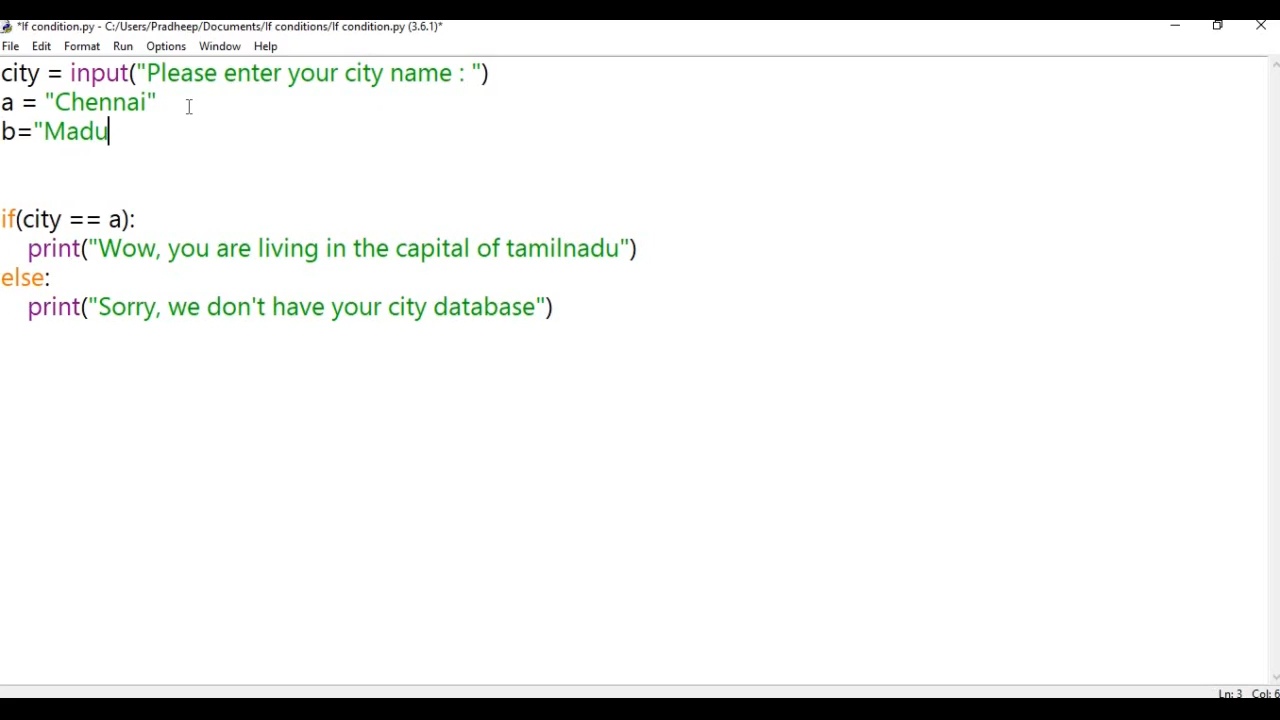 *If condition.py - C:/Users/Pradheep/Documents/If conditions/If condition.py (3.6.1)*
File Edit Format Run Options Window Help
city = input("Please enter your city name : ")
a = "Chennai"
b="Madu
if(city == a):
    print("Wow, you are living in the capital of tamilnadu")
else:
    print("Sorry, we don't have your city database")
Ln: 3 Col: 6